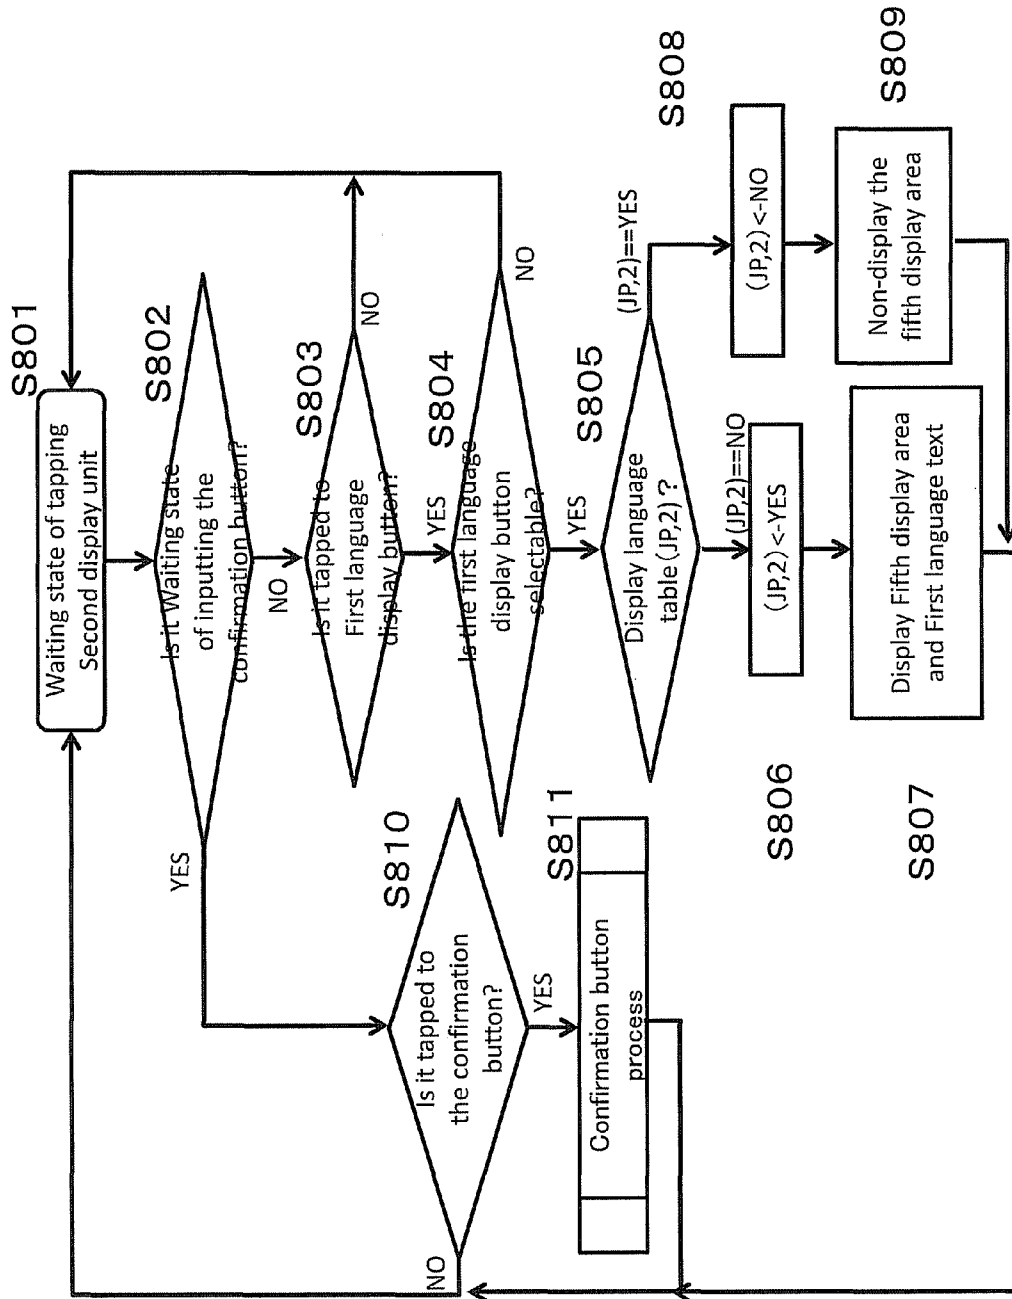 S801
Waiting state of tapping
Second display unit
S802
Is it Waiting state
of inputing the
confirmation button?
YES
NO
S803
Is it tapped to
First language
display button?
NO
YES
S804
Is the first language
display button
selectable?
NO
YES
S805
Display language
table(JP,2)？
(JP,2)==YES
(JP,2)==NO
S806
(JP,2)<-YES
S807
Display Fifth display area
and First language text
S808
(JP,2)<-NO
S809
Non-display the
fifth display area
S810
Is it tapped to
the confirmation
button?
NO
YES
S811
Confirmation button
process